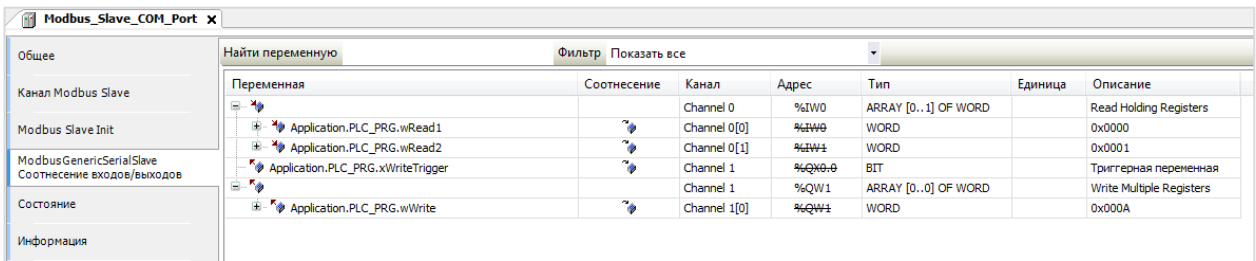 Modbus_Slave_COM_Port x
Общее
Канал Modbus Slave
Modbus Slave Init
ModbusGenericSerialSlave
Соотнесение входов/выходов
Состояние
Информация
Найти переменную Фильтр Показать все
Переменная Соотнесение Канал Адрес Тип Единица Описание
Channel 0 %IW0 ARRAY [0..1] OF WORD Read Holding Registers
Application.PLC_PRG.wRead1 Channel 0[0] %IW0 WORD 0x0000
Application.PLC_PRG.wRead2 Channel 0[1] %IW1 WORD 0x0001
Application.PLC_PRG.xWriteTrigger Channel 1 %QX0.0 BIT Триггерная переменная
Channel 1 %QW1 ARRAY [0..0] OF WORD Write Multiple Registers
Application.PLC_PRG.wWrite Channel 1[0] %QW1 WORD 0x000A